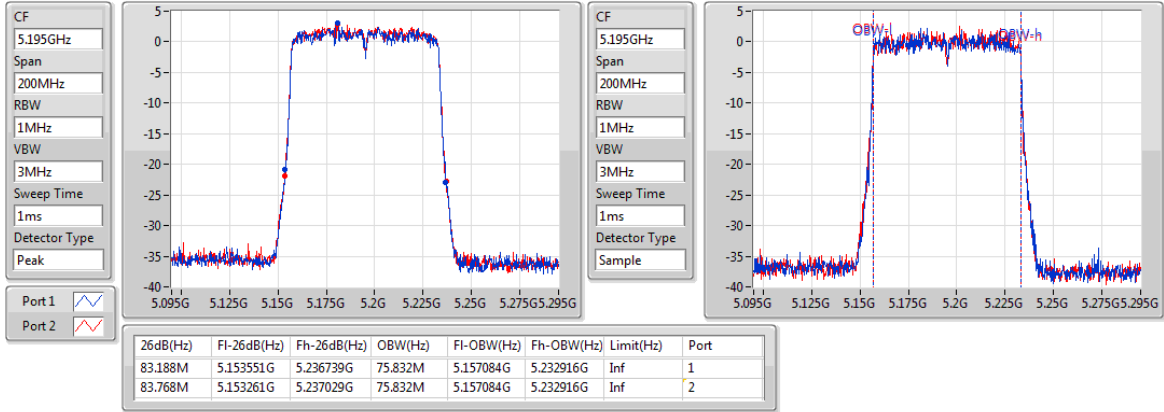 CF
5.195GHz
Span
200MHz
RBW
1MHz
VBW
3MHz
Sweep Time
1ms
Detector Type
Peak
Port 1
Port 2
5
0
-5
-10
-15
-20
-25
-30
-35
-40
5.095G 5.125G 5.15G 5.175G 5.2G 5.225G 5.25G 5.275G 5.295G
CF
5.195GHz
Span
200MHz
RBW
1MHz
VBW
3MHz
Sweep Time
1ms
Detector Type
Sample
5
0
-5
-10
-15
-20
-25
-30
-35
-40
OBW-l OBW-h
5.095G 5.125G 5.15G 5.175G 5.2G 5.225G 5.25G 5.275G 5.295G
26dB(Hz) Fl-26dB(Hz) Fh-26dB(Hz) OBW(Hz) Fl-OBW(Hz) Fh-OBW(Hz) Limit(Hz) Port
83.188M 5.153551G 5.236739G 75.832M 5.157084G 5.232916G Inf 1
83.768M 5.153261G 5.237029G 75.832M 5.157084G 5.232916G Inf 2